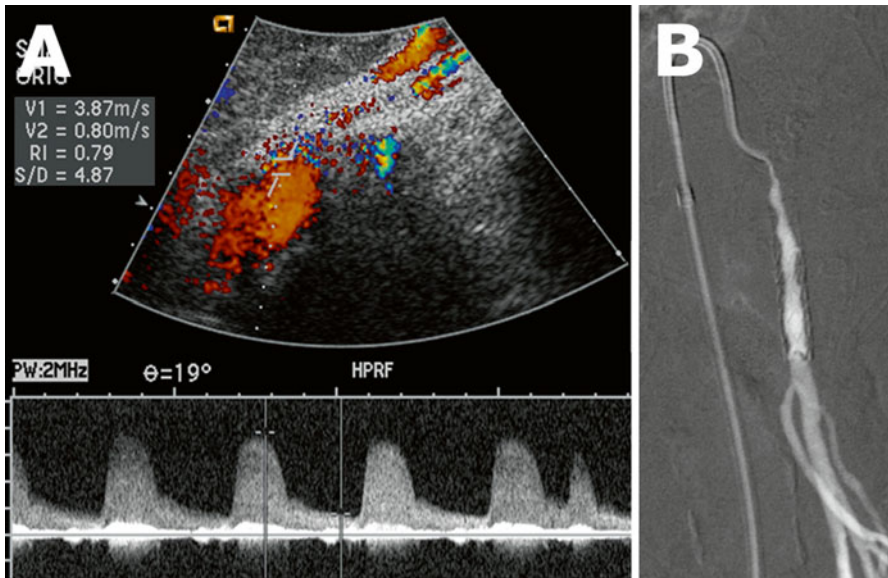 A
V1 = 3.87m/s
V2 = 0.80m/s
RI = 0.79
S/D = 4.87
PW:2MHz
Θ=19°
HPRF
B